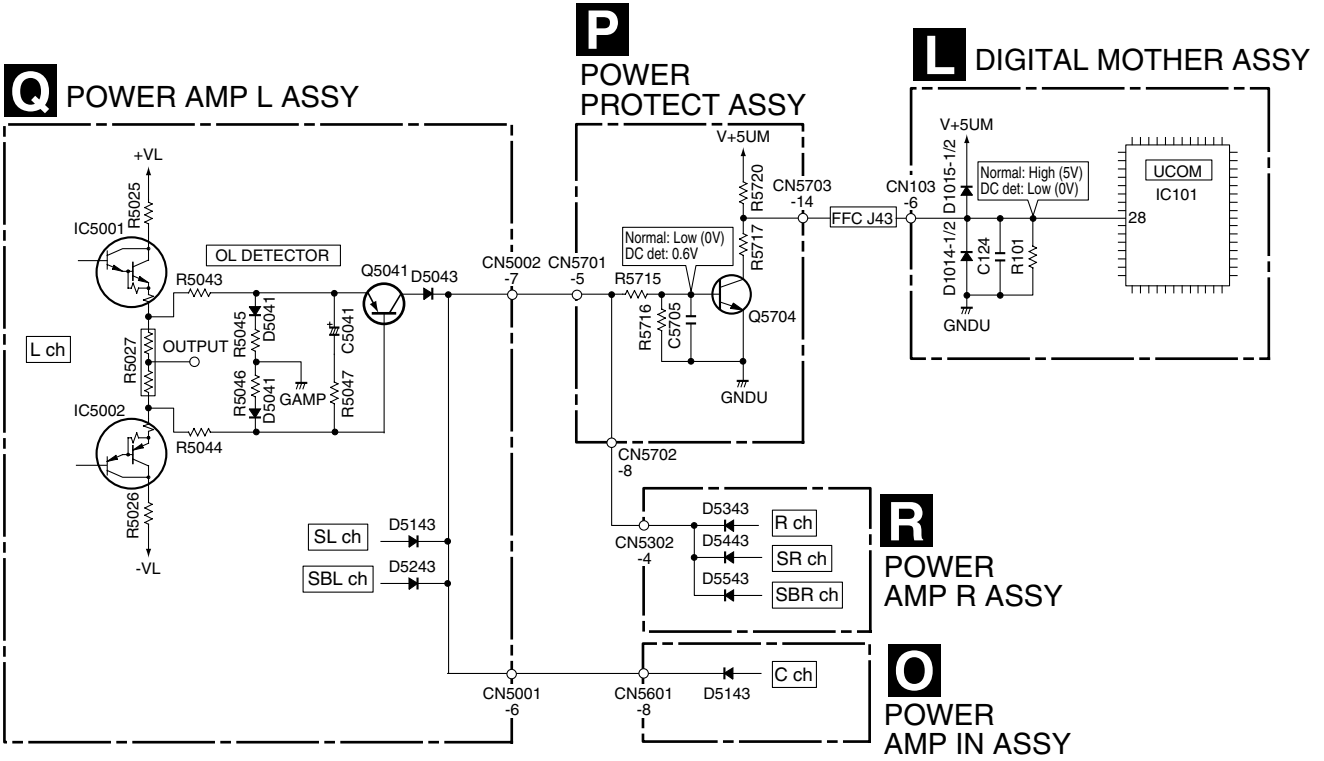 Q POWER AMP L ASSY
+VL
R5025
IC5001
OL DETECTOR
R5043
Q5041
D5043
D5041
R5045
C5041
L ch
R5027
OUTPUT
R5046
D5041
GAMP
R5047
IC5002
R5044
R5026
-VL
SL ch
D5143
SBL ch
D5243
CN5002
-7
CN5001
-6
P
POWER
PROTECT ASSY
V+5UM
R5720
CN5701
-5
Normal: Low (0V)
DC det: 0.6V
R5717
R5715
R5716
C5705
Q5704
GNDU
CN5703
-14
CN5702
-8
FFC J43
L DIGITAL MOTHER ASSY
CN103
-6
V+5UM
D1015-1/2
Normal: High (5V)
DC det: Low (0V)
UCOM
IC101
28
D1014-1/2
C124
R101
GNDU
CN5302
-4
D5343
R ch
D5443
SR ch
D5543
SBR ch
R
POWER
AMP R ASSY
CN5601
-8
D5143
C ch
O
POWER
AMP IN ASSY